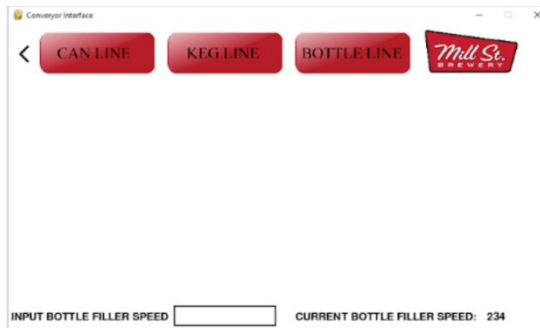 Converyor Interface
CAN LINE KEG LINE BOTTLE LINE Mill St. BREWERY
INPUT BOTTLE FILLER SPEED CURRENT BOTTLE FILLER SPEED: 234